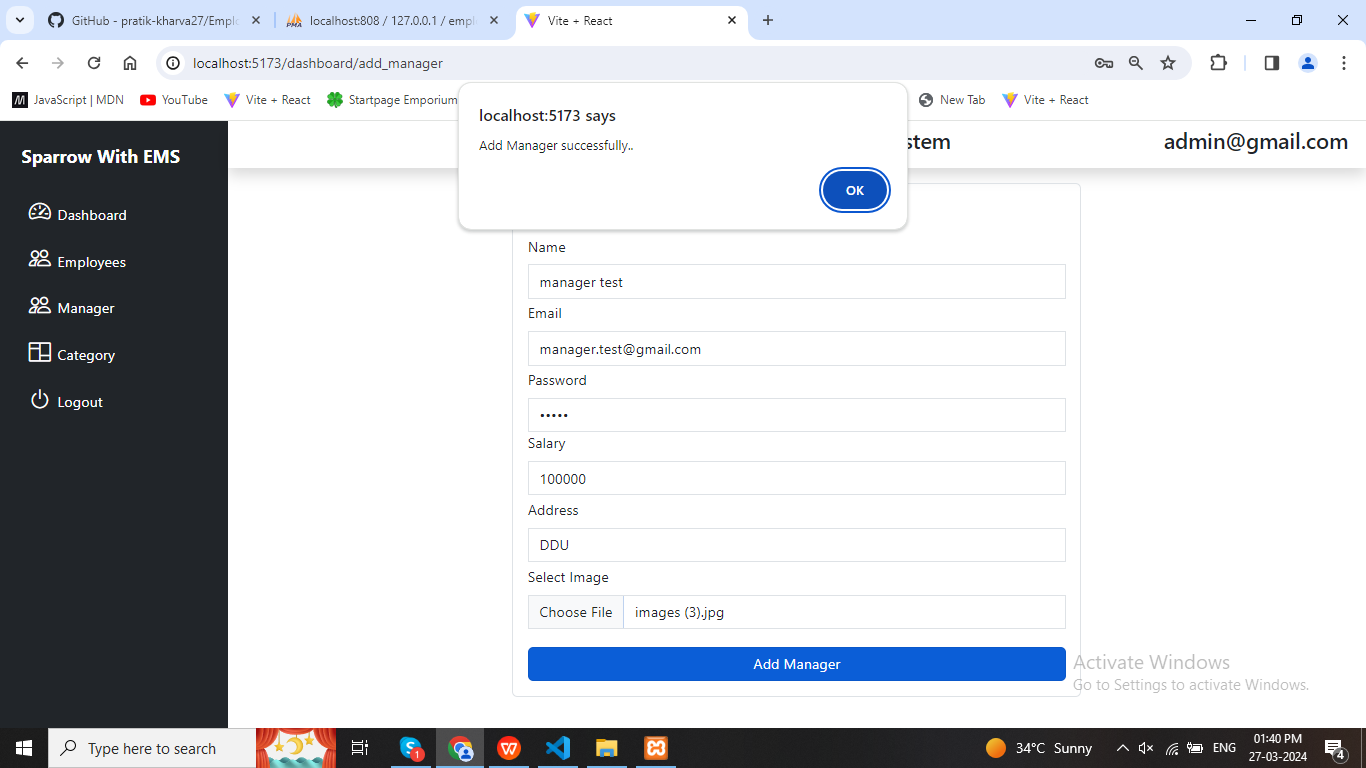 GitHub - pratik-kharva27/Emplo
localhost:808 / 127.0.0.1 / empl
Vite + React
localhost:5173/dashboard/add_manager
JavaScript | MDN
YouTube
Vite + React
Startpage Emporium
New Tab
Vite + React
localhost:5173 says
Add Manager successfully..
OK
Sparrow With EMS
stem
admin@gmail.com
Dashboard
Employees
Manager
Category
Logout
Name
manager test
Email
manager.test@gmail.com
Password
•••••
Salary
100000
Address
DDU
Select Image
Choose File
images (3).jpg
Add Manager
Activate Windows
Go to Settings to activate Windows.
Type here to search
1
34°C Sunny
ENG
01:40 PM
27-03-2024
4